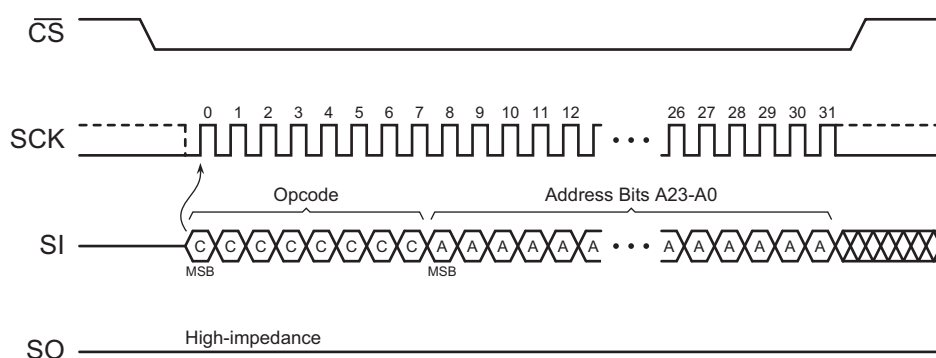 CS
SCK
0 1 2 3 4 5 6 7 8 9 10 11 12 26 27 28 29 30 31
Opcode Address Bits A23-A0
SI
C C C C C C C C A A A A A A A A A A A A
MSB MSB
SO
High-impedance